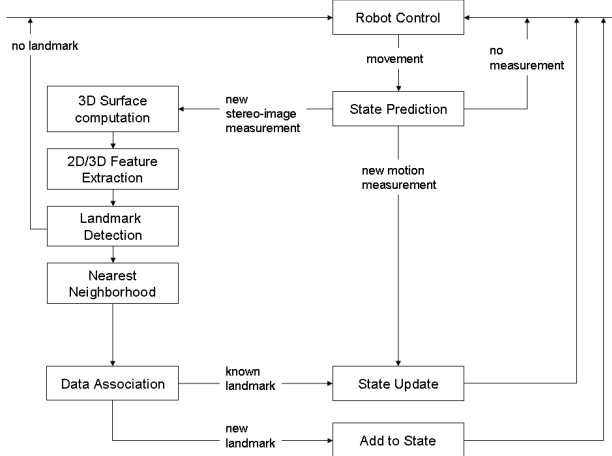 Robot Control
no landmark
movement
no
measurement
3D Surface
computation
new
stereo-image
measurement
State Prediction
2D/3D Feature
Extraction
new motion
measurement
Landmark
Detection
Nearest
Neighborhood
Data Association
known
landmark
State Update
new
landmark
Add to State